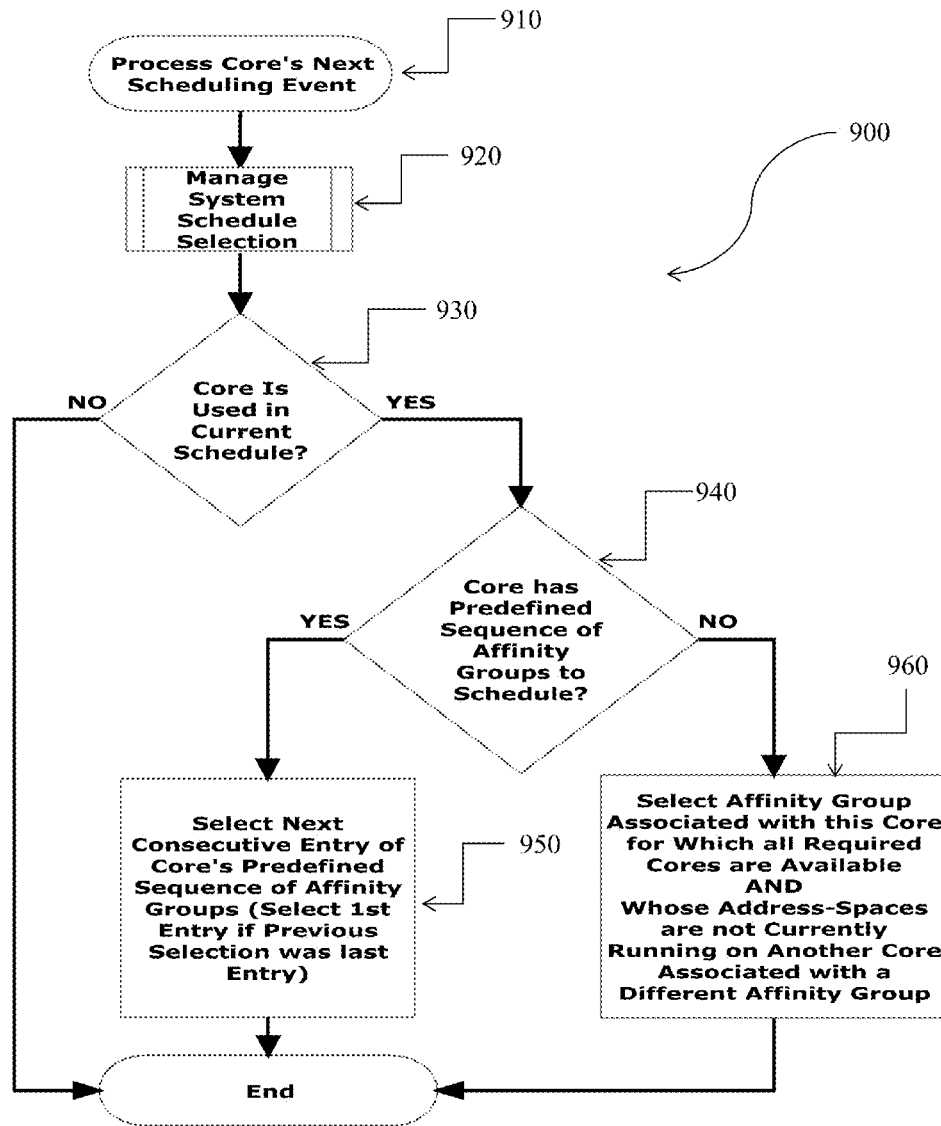 910
Process Core's Next
Scheduling Event
900
920
Manage
System
Schedule
Selection
930
Core Is
Used in
Current
Schedule?
NO
YES
940
Core has
Predefined
Sequence of
Affinity
Groups to
Schedule?
YES
NO
960
Select Next
Consecutive Entry of
Core's Predefined
Sequence of Affinity
Groups (Select 1st
Entry if Previous
Selection was last
Entry)
950
Select Affinity Group
Associated with this Core
for Which all Required
Cores are Available
AND
Whose Address-Spaces
are not Currently
Running on Another Core
Associated with a
Different Affinity Group
End